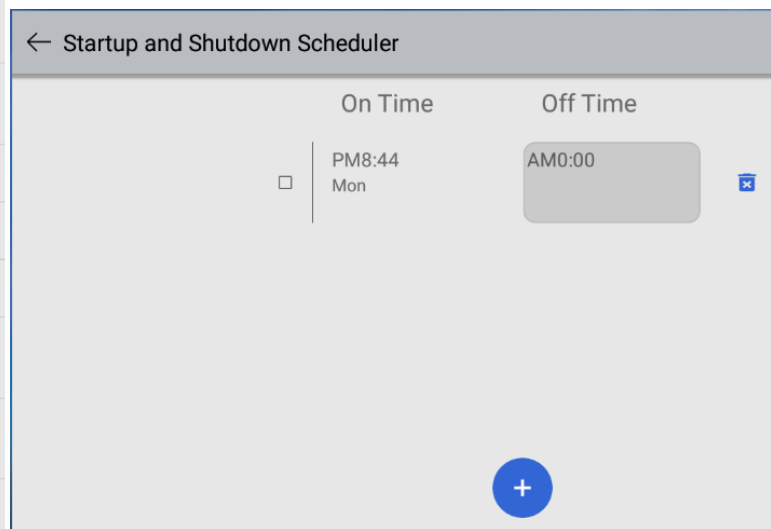 Startup and Shutdown Scheduler
On Time Off Time
PM8:44 AM0:00
Mon